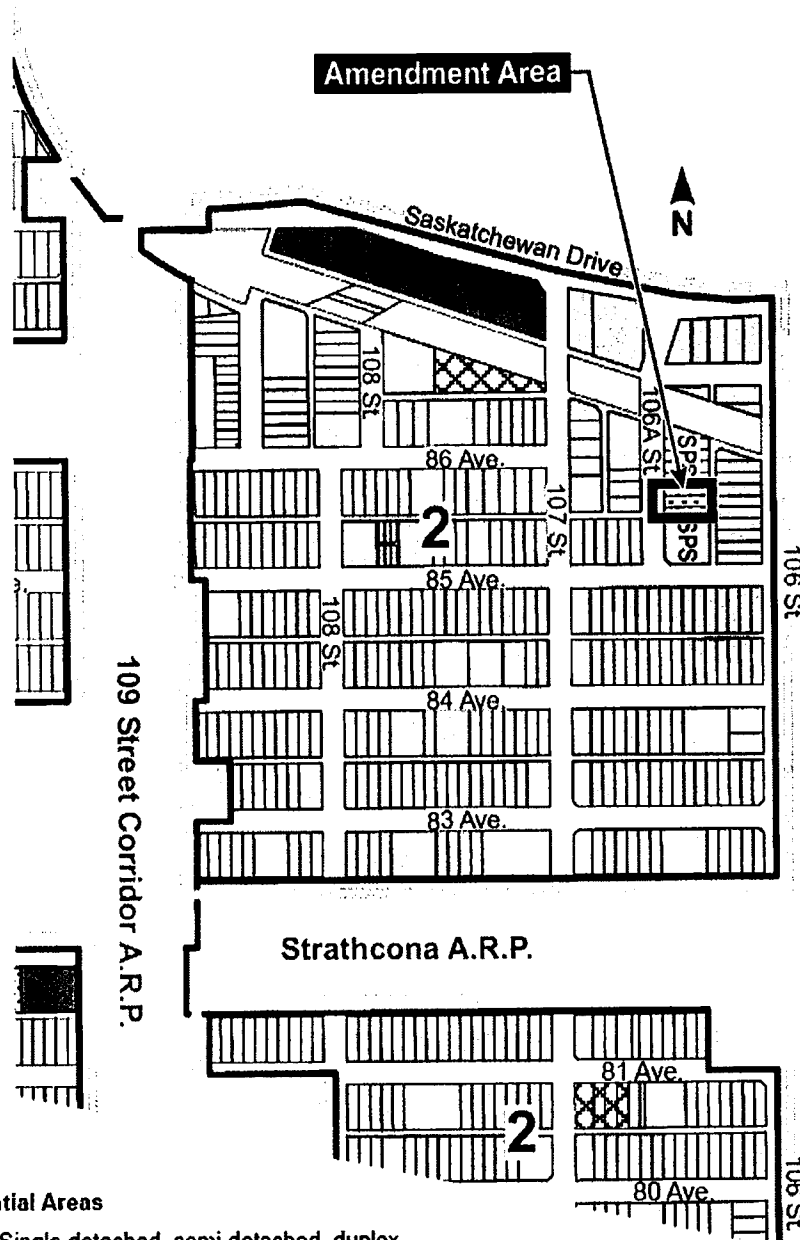 Amendment Area
N
Saskatchewan Drive
108 St
106A St
SPS
86 Ave.
2
107 St
SPS
85 Ave.
106 St
108 St
84 Ave.
109 Street Corridor A.R.P.
83 Ave.
Strathcona A.R.P.
81 Ave.
2
80 Ave.
106 St
tial Areas
Single detached, semi detached, duplex